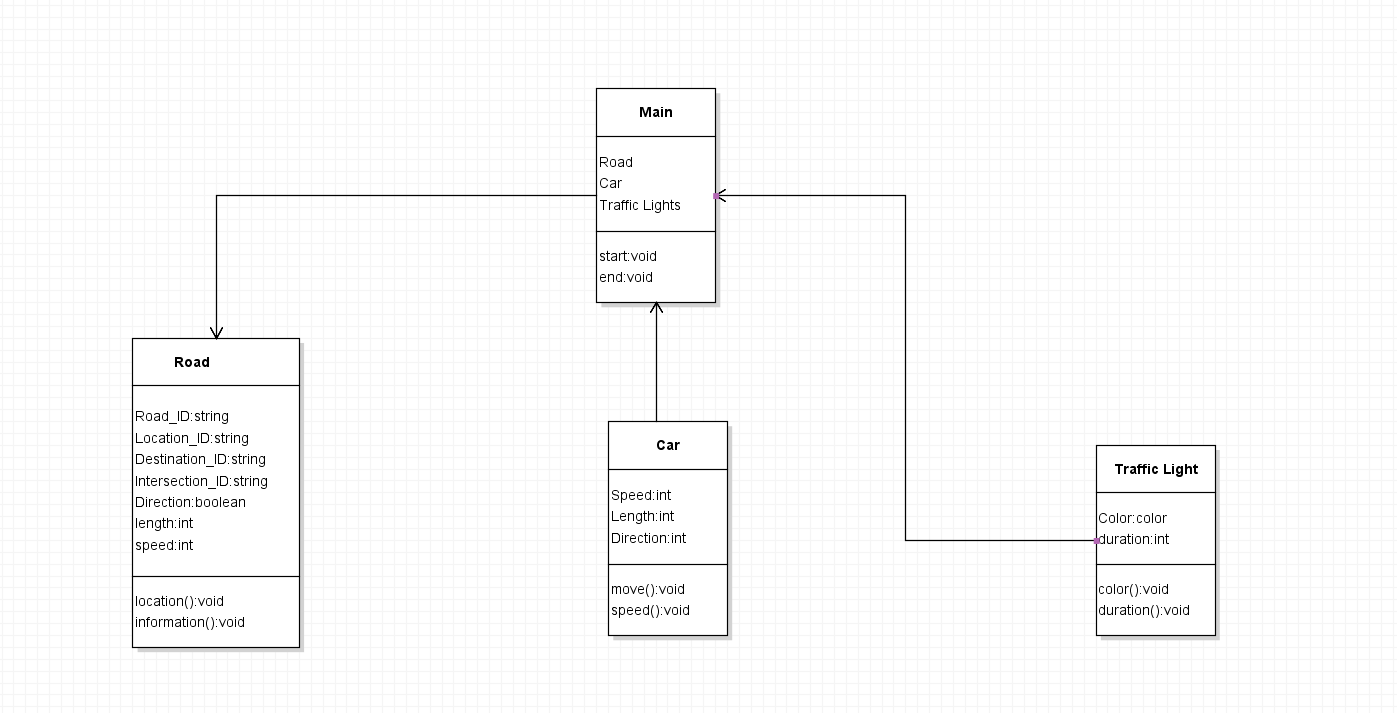 Main
Road
Car
Traffic Lights
start:void
end:void
Road
Road_ID:string
Location_ID:string
Destination_ID:string
Intersection_ID:string
Direction:boolean
length:int
speed:int
location():void
information():void
Car
Speed:int
Length:int
Direction:int
move():void
speed():void
Traffic Light
Color:color
duration:int
color():void
duration():void